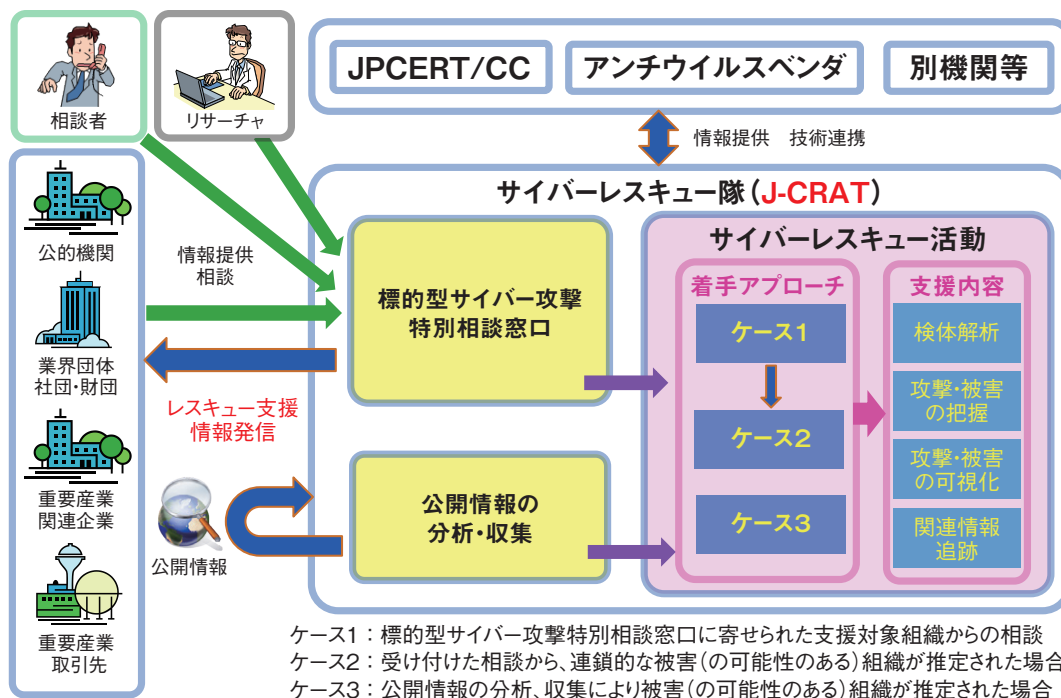 相談者
リサーチャ
JPCERT/CC
アンチウイルスベンダ
別機関等
情報提供　技術連携
公的機関
業界団体
社団・財団
重要産業
関連企業
重要産業
取引先
情報提供
相談
レスキュー支援
情報発信
公開情報
サイバーレスキュー隊（J-CRAT）
標的型サイバー攻撃
特別相談窓口
公開情報の
分析・収集
サイバーレスキュー活動
着手アプローチ
ケース1
ケース2
ケース3
支援内容
検体解析
攻撃・被害
の把握
攻撃・被害
の可視化
関連情報
追跡
ケース1：標的型サイバー攻撃特別相談窓口に寄せられた支援対象組織からの相談
ケース2：受け付けた相談から、連鎖的な被害（の可能性のある）組織が推定された場合
ケース3：公開情報の分析、収集により被害（の可能性のある）組織が推定された場合